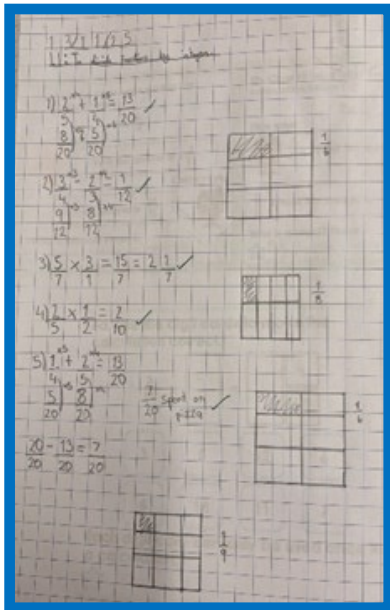 1) 2/5 + 1/4 = 13/20 ✓
8/20 5/20
2) 3/4 - 2/3 = 1/12 ✓
9/12 8/12
3) 5/7 × 3/1 = 15/7 = 2 1/7 ✓
4) 2/5 × 1/2 = 2/10 ✓
5) 1/4 + 2/5 = 13/20
5/20 8/20
7/20 spent on pizza ✓
20/20 - 13/20 = 7/20
1/6
1/8
1/6
1/9